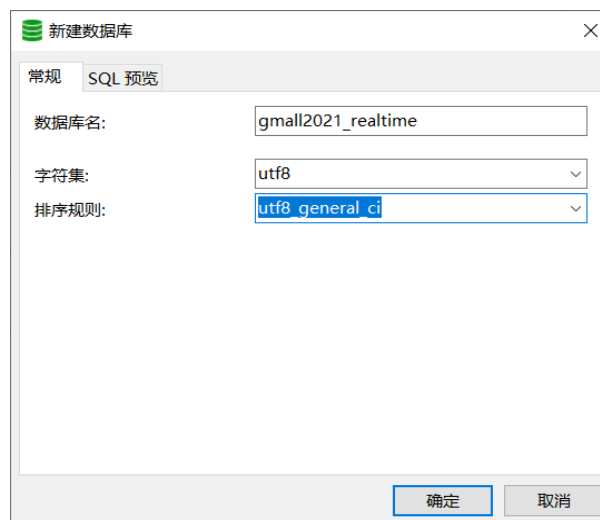 新建数据库
常规 SQL 预览
数据库名: gmall2021_realtime
字符集: utf8
排序规则: utf8_general_ci
确定 取消